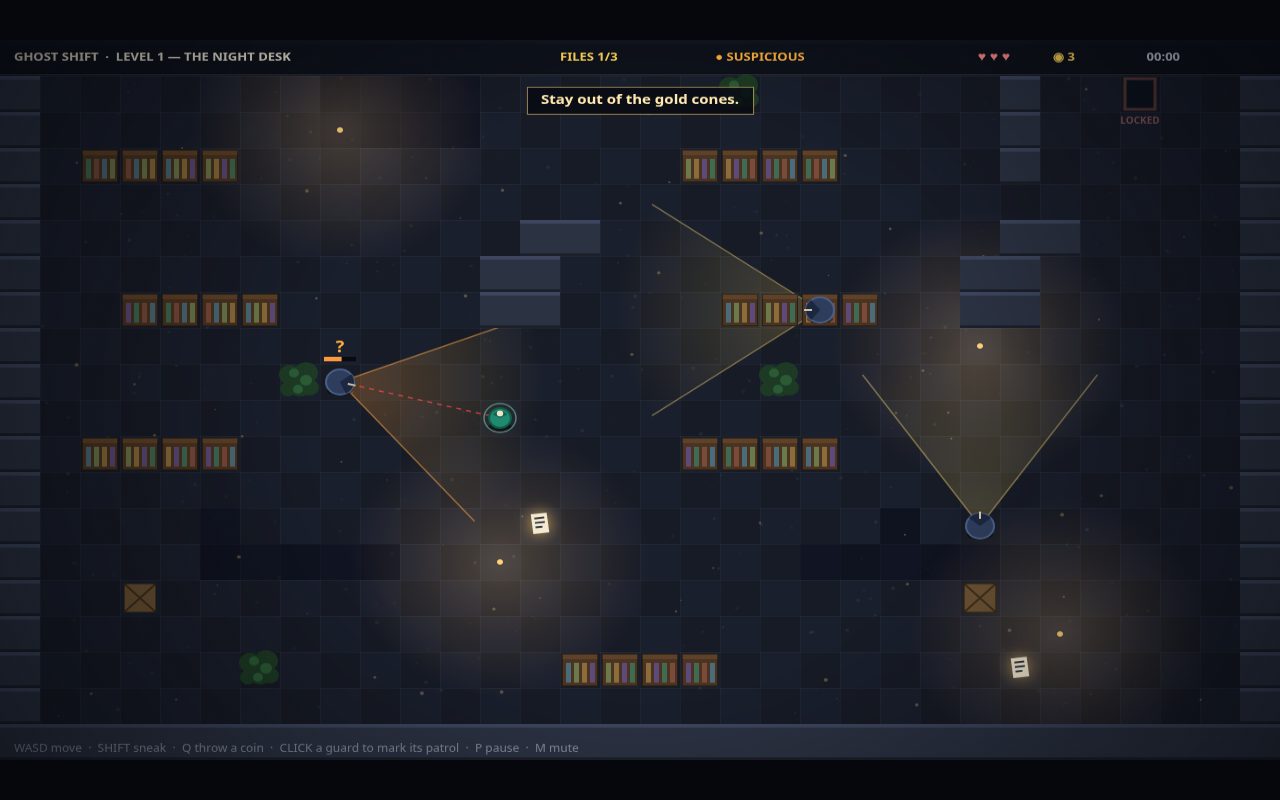 GHOST SHIFT · LEVEL 1 — THE NIGHT DESK
FILES 1/3
● SUSPICIOUS
♥ ♥ ♥
◉ 3
00:00
Stay out of the gold cones.
LOCKED
?
WASD move · SHIFT sneak · Q throw a coin · CLICK a guard to mark its patrol · P pause · M mute